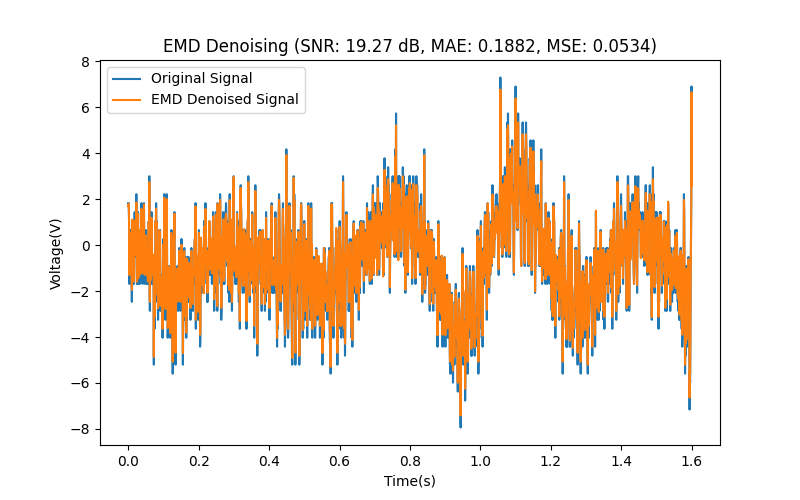 EMD Denoising (SNR: 19.27 dB, MAE: 0.1882, MSE: 0.0534)
Original Signal
EMD Denoised Signal
Voltage(V)
8
6
4
2
0
−2
−4
−6
−8
0.0 0.2 0.4 0.6 0.8 1.0 1.2 1.4 1.6
Time(s)